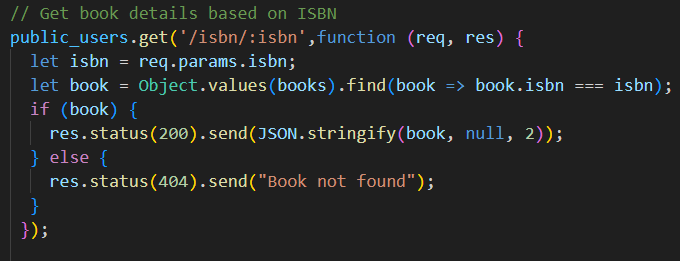 // Get book details based on ISBN
public_users.get('/isbn/:isbn',function (req, res) {
  let isbn = req.params.isbn;
  let book = Object.values(books).find(book => book.isbn === isbn);
  if (book) {
    res.status(200).send(JSON.stringify(book, null, 2));
  } else {
    res.status(404).send("Book not found");
  }
 });